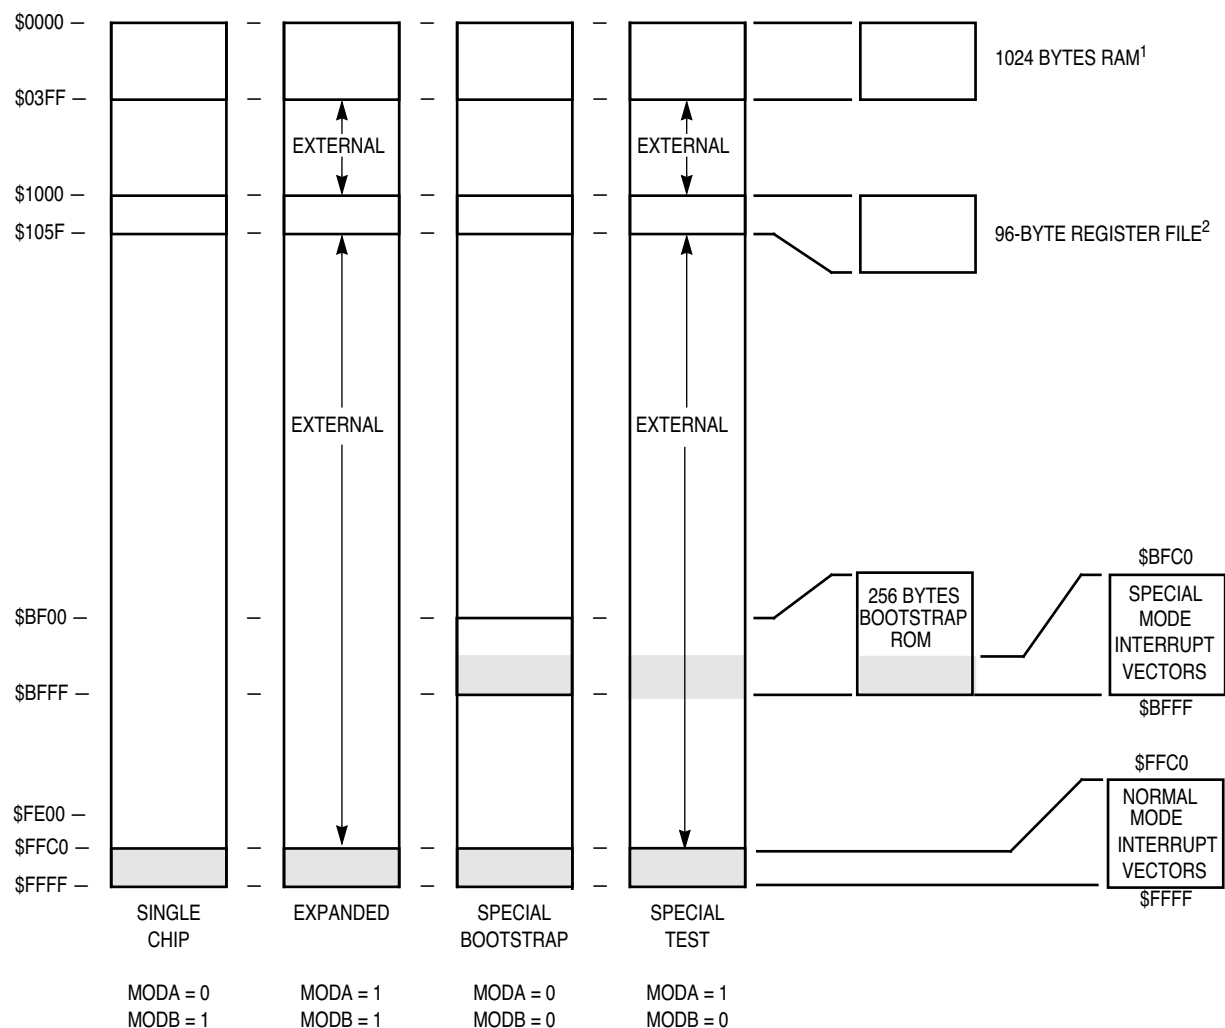 $0000
1024 BYTES RAM1
$03FF
EXTERNAL
EXTERNAL
$1000
$105F
96-BYTE REGISTER FILE2
EXTERNAL
EXTERNAL
$BF00
$BFFF
256 BYTES
BOOTSTRAP
ROM
$BFC0
SPECIAL
MODE
INTERRUPT
VECTORS
$BFFF
$FE00
$FFC0
$FFFF
$FFC0
NORMAL
MODE
INTERRUPT
VECTORS
$FFFF
SINGLE
CHIP
MODA = 0
MODB = 1
EXPANDED
MODA = 1
MODB = 1
SPECIAL
BOOTSTRAP
MODA = 0
MODB = 0
SPECIAL
TEST
MODA = 1
MODB = 0